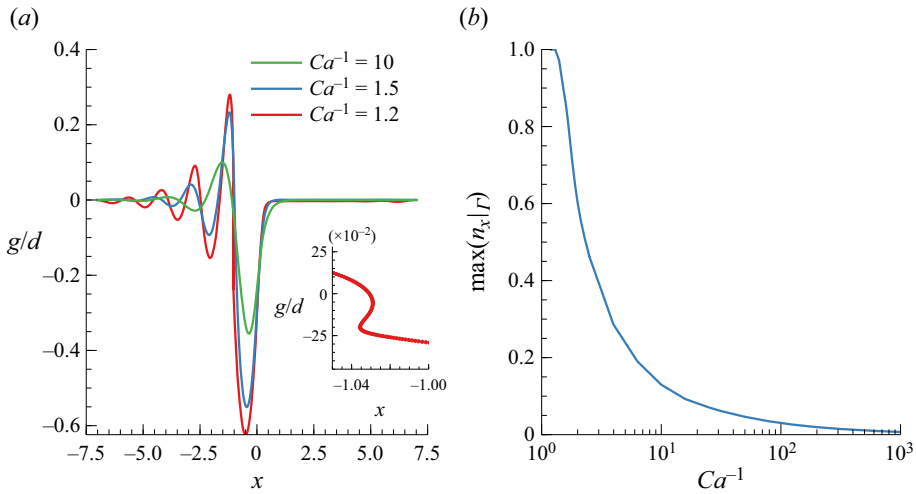 (a)
0.4
0.2
0
–0.2
–0.4
–0.6
g/d
–7.5
–5.0
–2.5
0
2.5
5.0
7.5
x
Ca⁻¹ = 10
Ca⁻¹ = 1.5
Ca⁻¹ = 1.2
(×10⁻²)
25
0
–25
g/d
–1.04
–1.00
x
(b)
1.0
0.8
0.6
0.4
0.2
0
max(nₓ|_Γ)
10⁰
10¹
10²
10³
Ca⁻¹